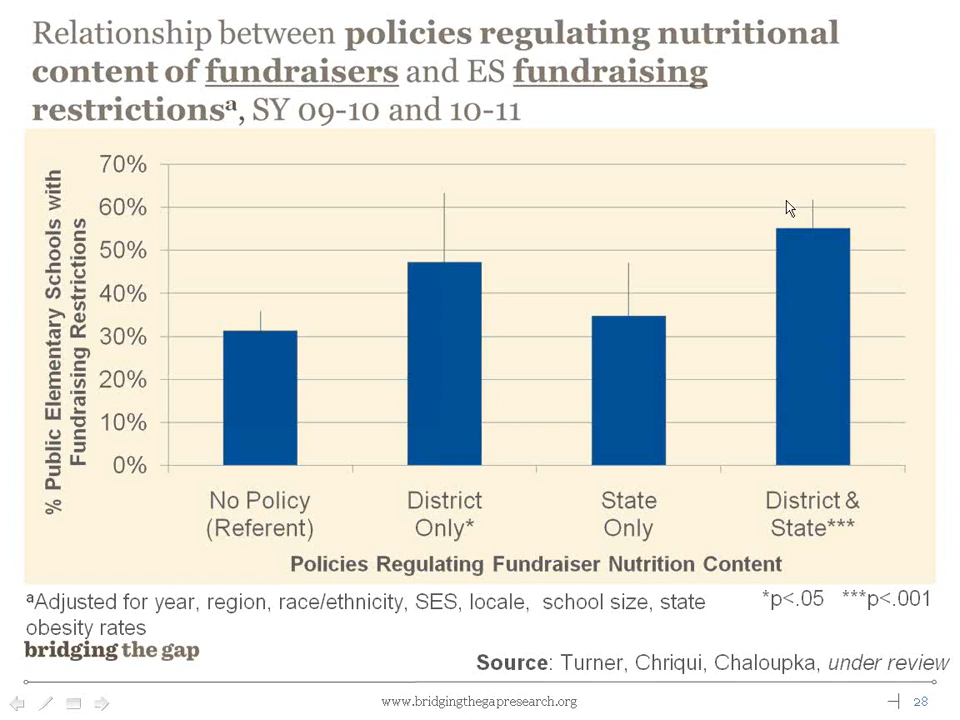 Relationship between policies regulating nutritional
content of fundraisers and ES fundraising
restrictionsª, SY 09-10 and 10-11
% Public Elementary Schools with
Fundraising Restrictions
70%
60%
50%
40%
30%
20%
10%
0%
No Policy
(Referent)
District
Only*
State
Only
District &
State***
Policies Regulating Fundraiser Nutrition Content
ªAdjusted for year, region, race/ethnicity, SES, locale, school size, state
obesity rates
*p<.05 ***p<.001
bridging the gap
Source: Turner, Chriqui, Chaloupka, under review
www.bridgingthegapresearch.org
28